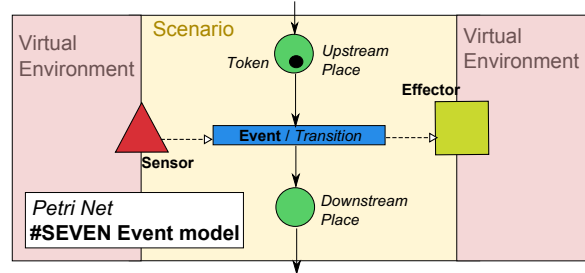 Virtual
Environment
Scenario
Virtual
Environment
Token
Upstream
Place
Effector
Event / Transition
Sensor
Downstream
Place
Petri Net
#SEVEN Event model